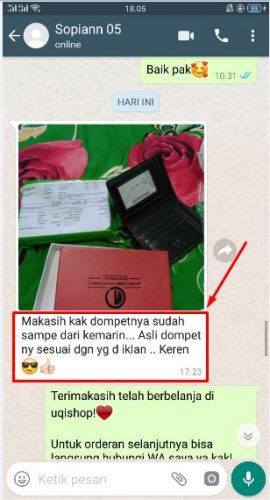 18.05
Sopiann 05
online
Baik pak🥰
10.31
HARI INI
Makasih kak dompetnya sudah
sampe dari kemarin... Asli dompet
ny sesuai dgn yg d iklan .. Keren
😎👍
17.23
Terimakasih telah berbelanja di
uqishop!❤️
Untuk orderan selanjutnya bisa
langsung hubungi WA saya ya kak!
Ketik pesan